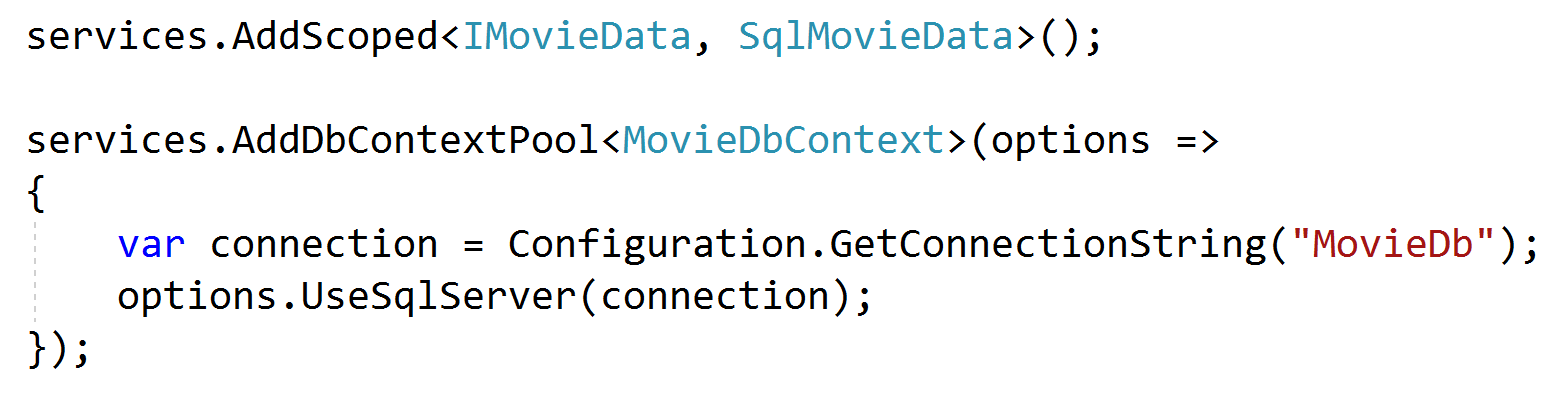 services.AddScoped<IMovieData, SqlMovieData>();
services.AddDbContextPool<MovieDbContext>(options =>
{
    var connection = Configuration.GetConnectionString("MovieDb");
    options.UseSqlServer(connection);
});